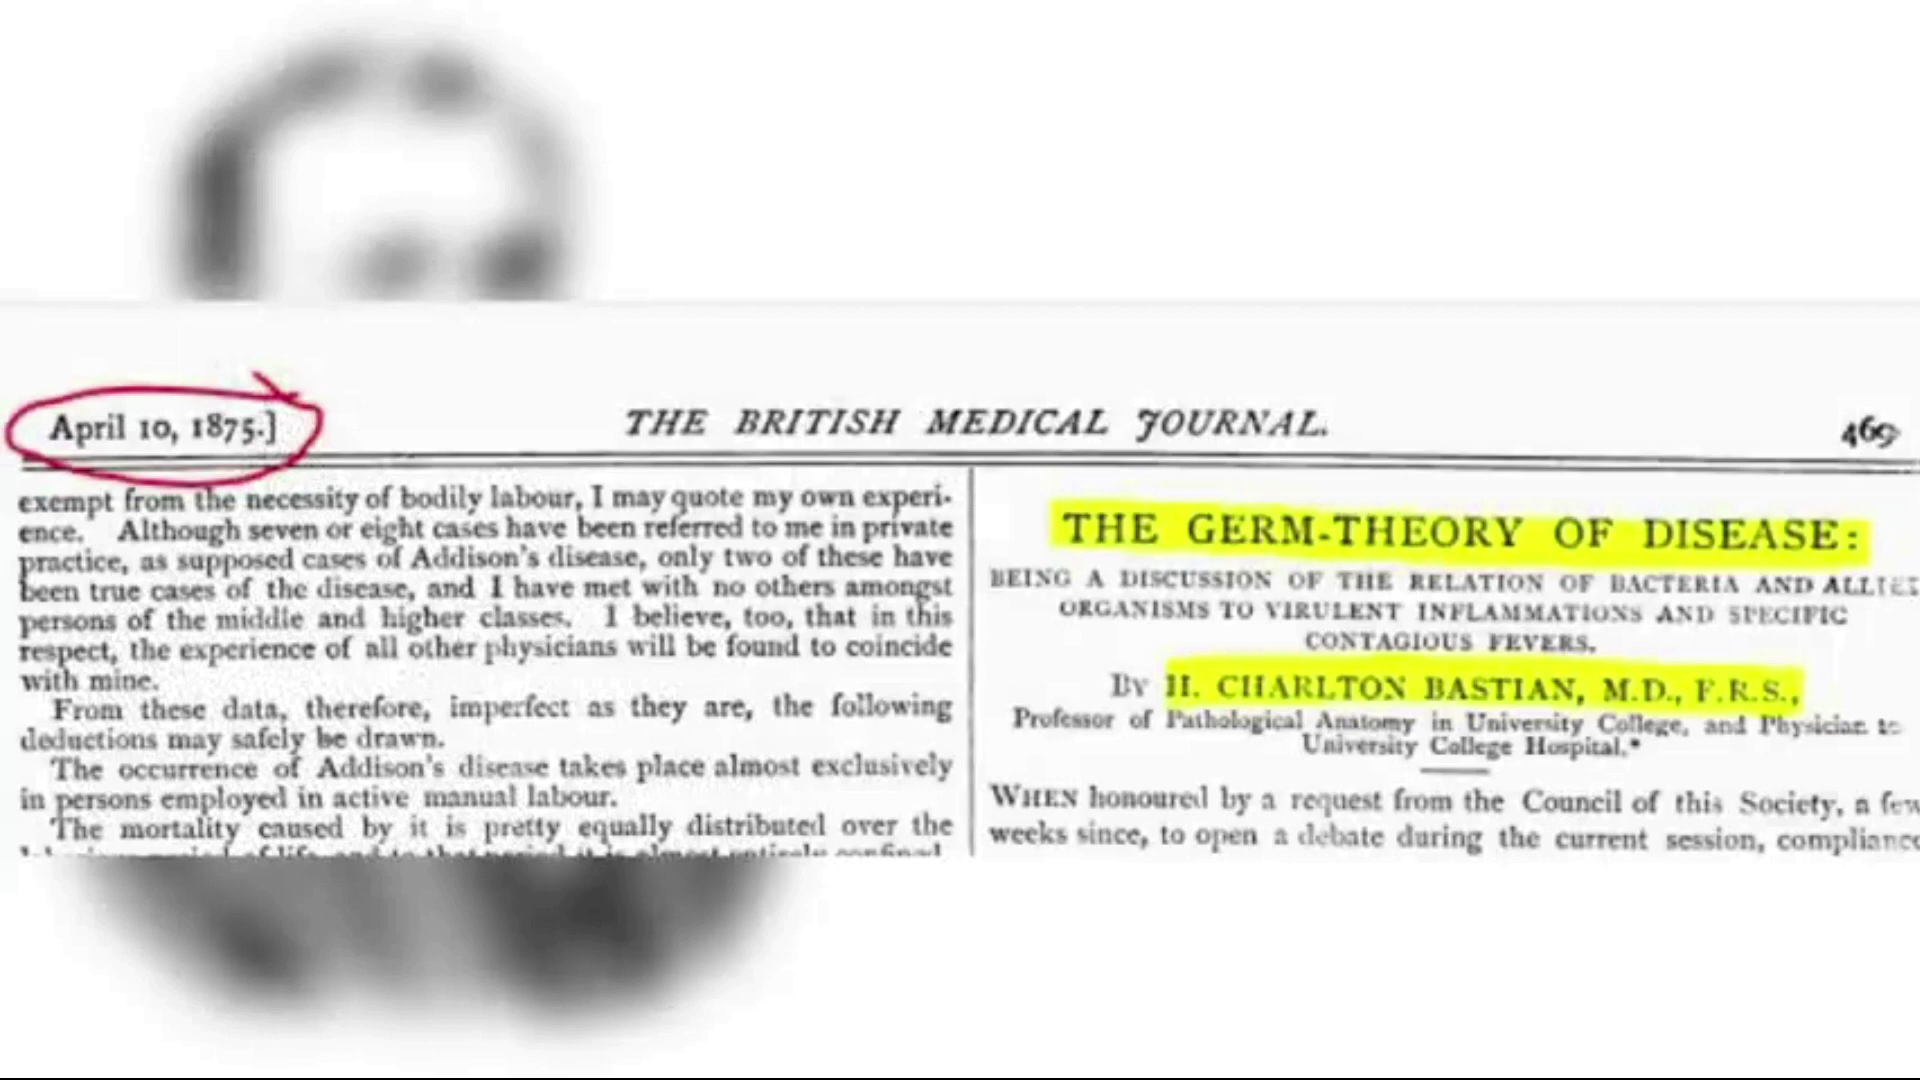 April 10, 1875.]
THE BRITISH MEDICAL JOURNAL.
469
exempt from the necessity of bodily labour, I may quote my own experi-
ence. Although seven or eight cases have been referred to me in private
practice, as supposed cases of Addison's disease, only two of these have
been true cases of the disease, and I have met with no others amongst
persons of the middle and higher classes. I believe, too, that in this
respect, the experience of all other physicians will be found to coincide
with mine.
From these data, therefore, imperfect as they are, the following
deductions may safely be drawn.
The occurrence of Addison's disease takes place almost exclusively
in persons employed in active manual labour.
The mortality caused by it is pretty equally distributed over the
THE GERM-THEORY OF DISEASE:
BEING A DISCUSSION OF THE RELATION OF BACTERIA AND
ORGANISMS TO VIRULENT INFLAMMATIONS AND SPECIFIC
CONTAGIOUS FEVERS.
By H. CHARLTON BASTIAN, M.D., F.R.S.,
Professor of Pathological Anatomy in University College, and Physician to
University College Hospital.*
WHEN honoured by a request from the Council of this Society, a few
weeks since, to open a debate during the current session, compliance